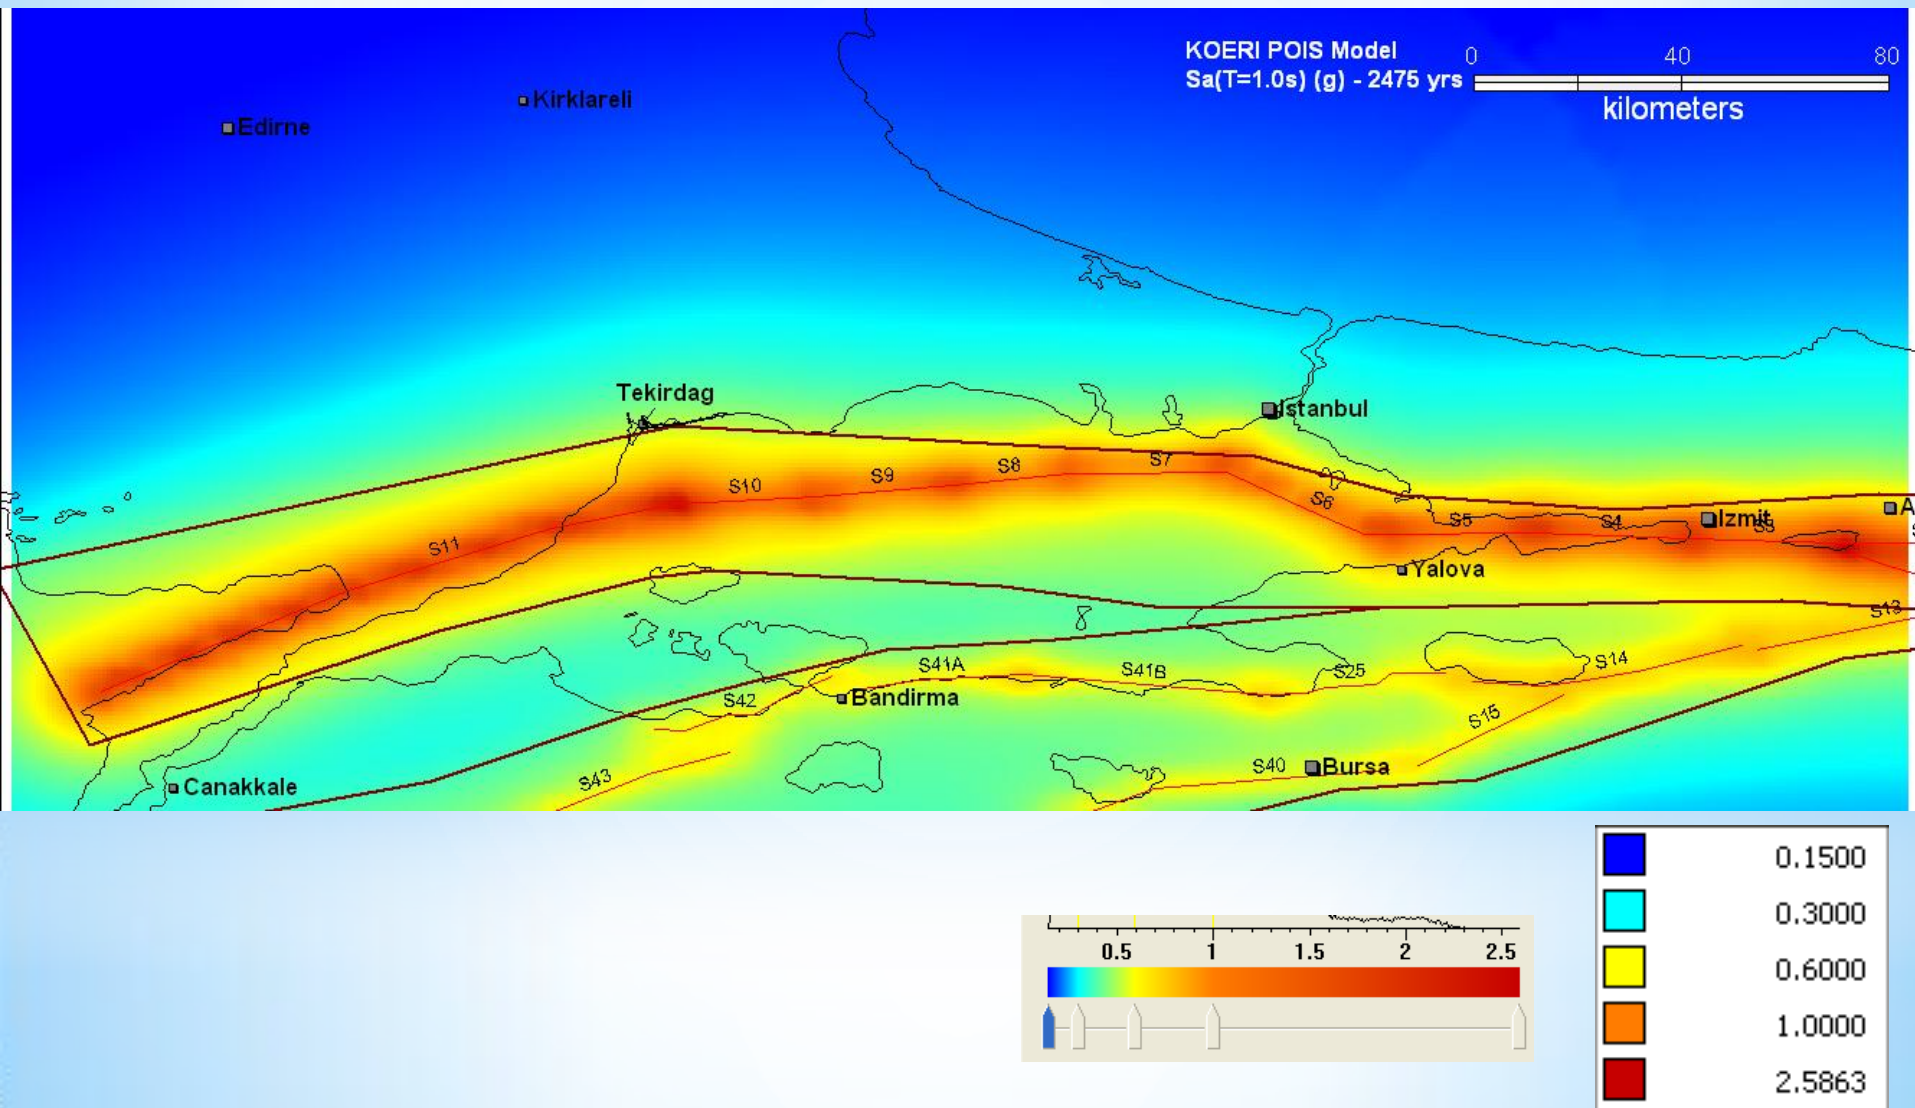 KOERI POIS Model
Sa(T=1.0s) (g) - 2475 yrs
0 40 80
kilometers
Kirklareli
Edirne
Tekirdag
Istanbul
S7
S8
S9
S10
S6
S11
S5
S4
Izmit
S3
A
Yalova
S13
S41A
S41B
S25
S14
S42
Bandirma
S15
S43
S40
Bursa
Canakkale
0.1500
0.3000
0.6000
1.0000
2.5863
0.5 1 1.5 2 2.5